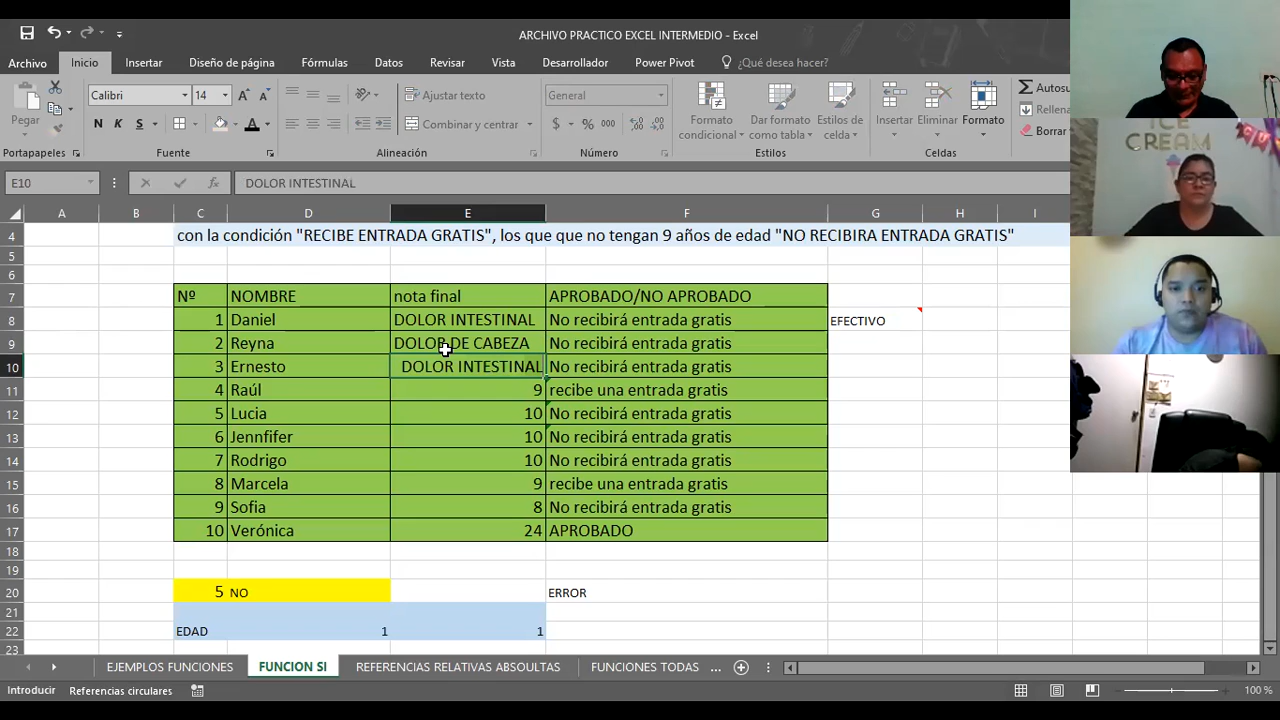 ARCHIVO PRACTICO EXCEL INTERMEDIO - Excel
Archivo Inicio Insertar Diseño de página Fórmulas Datos Revisar Vista Desarrollador Power Pivot ¿Qué desea hacer?
Pegar
Calibri 14
N K S
Ajustar texto
Combinar y centrar
General
$ % 000
Formato condicional
Dar formato como tabla
Estilos de celda
Insertar Eliminar Formato
Autosu
Rellena
Borrar
Portapapeles Fuente Alineación Número Estilos Celdas
E10 fx DOLOR INTESTINAL
A B C D E F G H I
4 con la condición "RECIBE ENTRADA GRATIS", los que que no tengan 9 años de edad "NO RECIBIRA ENTRADA GRATIS"
5
6
7 Nº NOMBRE nota final APROBADO/NO APROBADO
8 1 Daniel DOLOR INTESTINAL No recibirá entrada gratis EFECTIVO
9 2 Reyna DOLOR DE CABEZA No recibirá entrada gratis
10 3 Ernesto DOLOR INTESTINAL No recibirá entrada gratis
11 4 Raúl 9 recibe una entrada gratis
12 5 Lucia 10 No recibirá entrada gratis
13 6 Jennfifer 10 No recibirá entrada gratis
14 7 Rodrigo 10 No recibirá entrada gratis
15 8 Marcela 9 recibe una entrada gratis
16 9 Sofia 8 No recibirá entrada gratis
17 10 Verónica 24 APROBADO
18
19
20 5 NO ERROR
21
22 EDAD 1 1
23
EJEMPLOS FUNCIONES FUNCION SI REFERENCIAS RELATIVAS ABSOULTAS FUNCIONES TODAS ...
Introducir Referencias circulares 100 %
ICE
CREAM